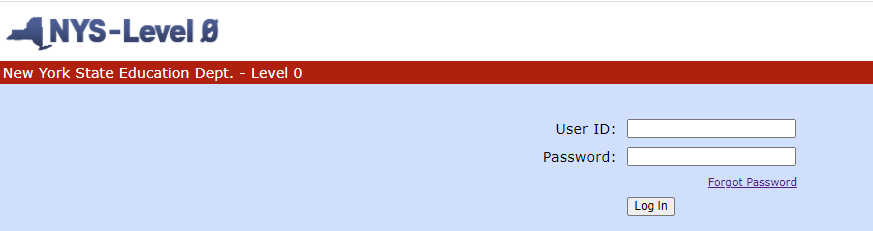 NYS-Level 0
New York State Education Dept. - Level 0
User ID:
Password:
Forgot Password
Log In